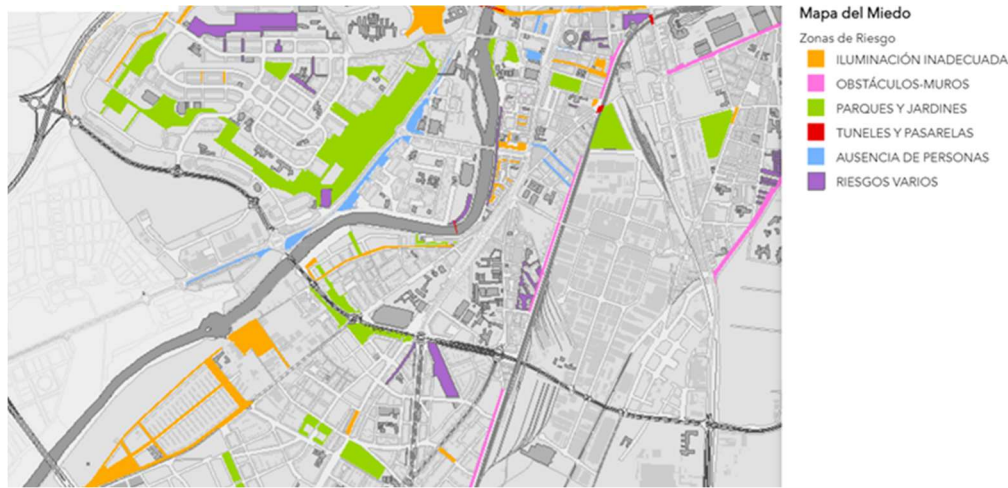 Mapa del Miedo
Zonas de Riesgo
ILUMINACIÓN INADECUADA
OBSTÁCULOS-MUROS
PARQUES Y JARDINES
TUNELES Y PASARELAS
AUSENCIA DE PERSONAS
RIESGOS VARIOS